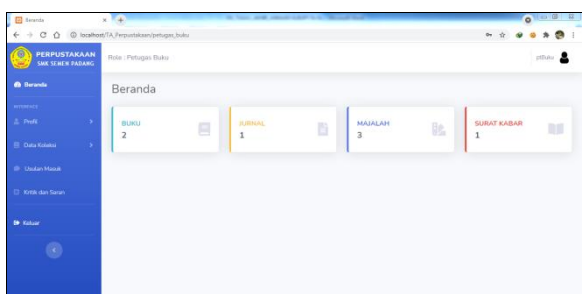 Beranda
localhost/TA_Perpustakaan/petugas_buku
PERPUSTAKAAN
SMK SEMEN PADANG
Role : Petugas Buku
ptBuku
Beranda
Beranda
INTERFACE
Profil
Data Koleksi
Usulan Masuk
Kritik dan Saran
Keluar
BUKU
2
JURNAL
1
MAJALAH
3
SURAT KABAR
1